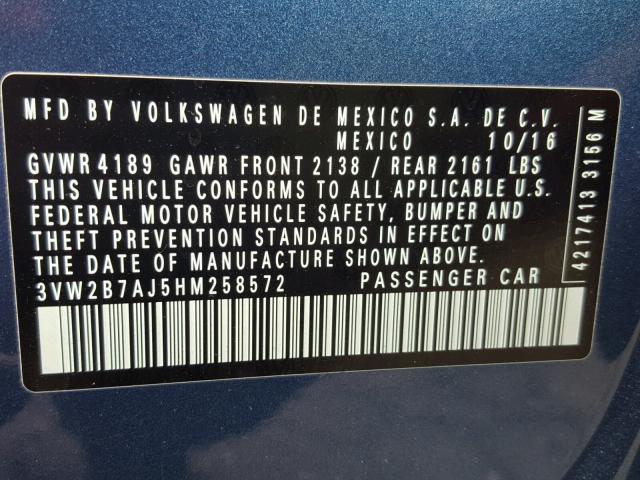 MFD BY VOLKSWAGEN DE MEXICO S.A. DE C.V.
MEXICO 10/16
GVWR 4189 GAWR FRONT 2138 / REAR 2161 LBS
THIS VEHICLE CONFORMS TO ALL APPLICABLE U.S.
FEDERAL MOTOR VEHICLE SAFETY, BUMPER AND
THEFT PREVENTION STANDARDS IN EFFECT ON
THE DATE OF MANUFACTURE SHOWN ABOVE.
3VW2B7AJ5HM258572 PASSENGER CAR
4217413 3156 M